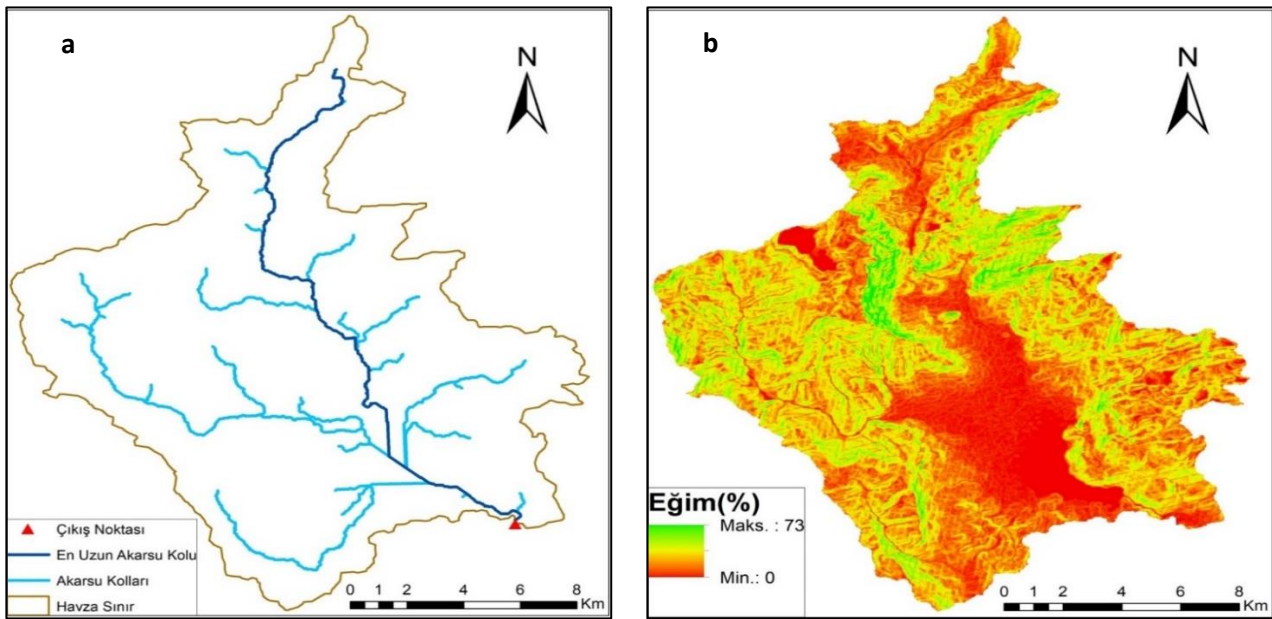 a
N
Çıkış Noktası
En Uzun Akarsu Kolu
Akarsu Kolları
Havza Sınır
0 1 2 4 6 8
Km
b
N
Eğim(%)
Maks. : 73
Min.: 0
0 1 2 4 6 8
Km